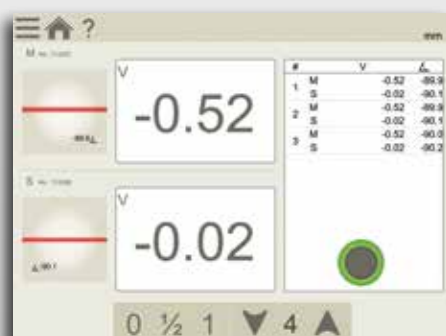 ?
mm
M
V
-0.52
S
V
-0.02
# V
1 M -0.52 -89.9
S -0.02 -90.1
2 M -0.52 -89.9
S -0.02 -90.1
3 M -0.52 -90.0
S -0.02 -90.2
0 ½ 1 4